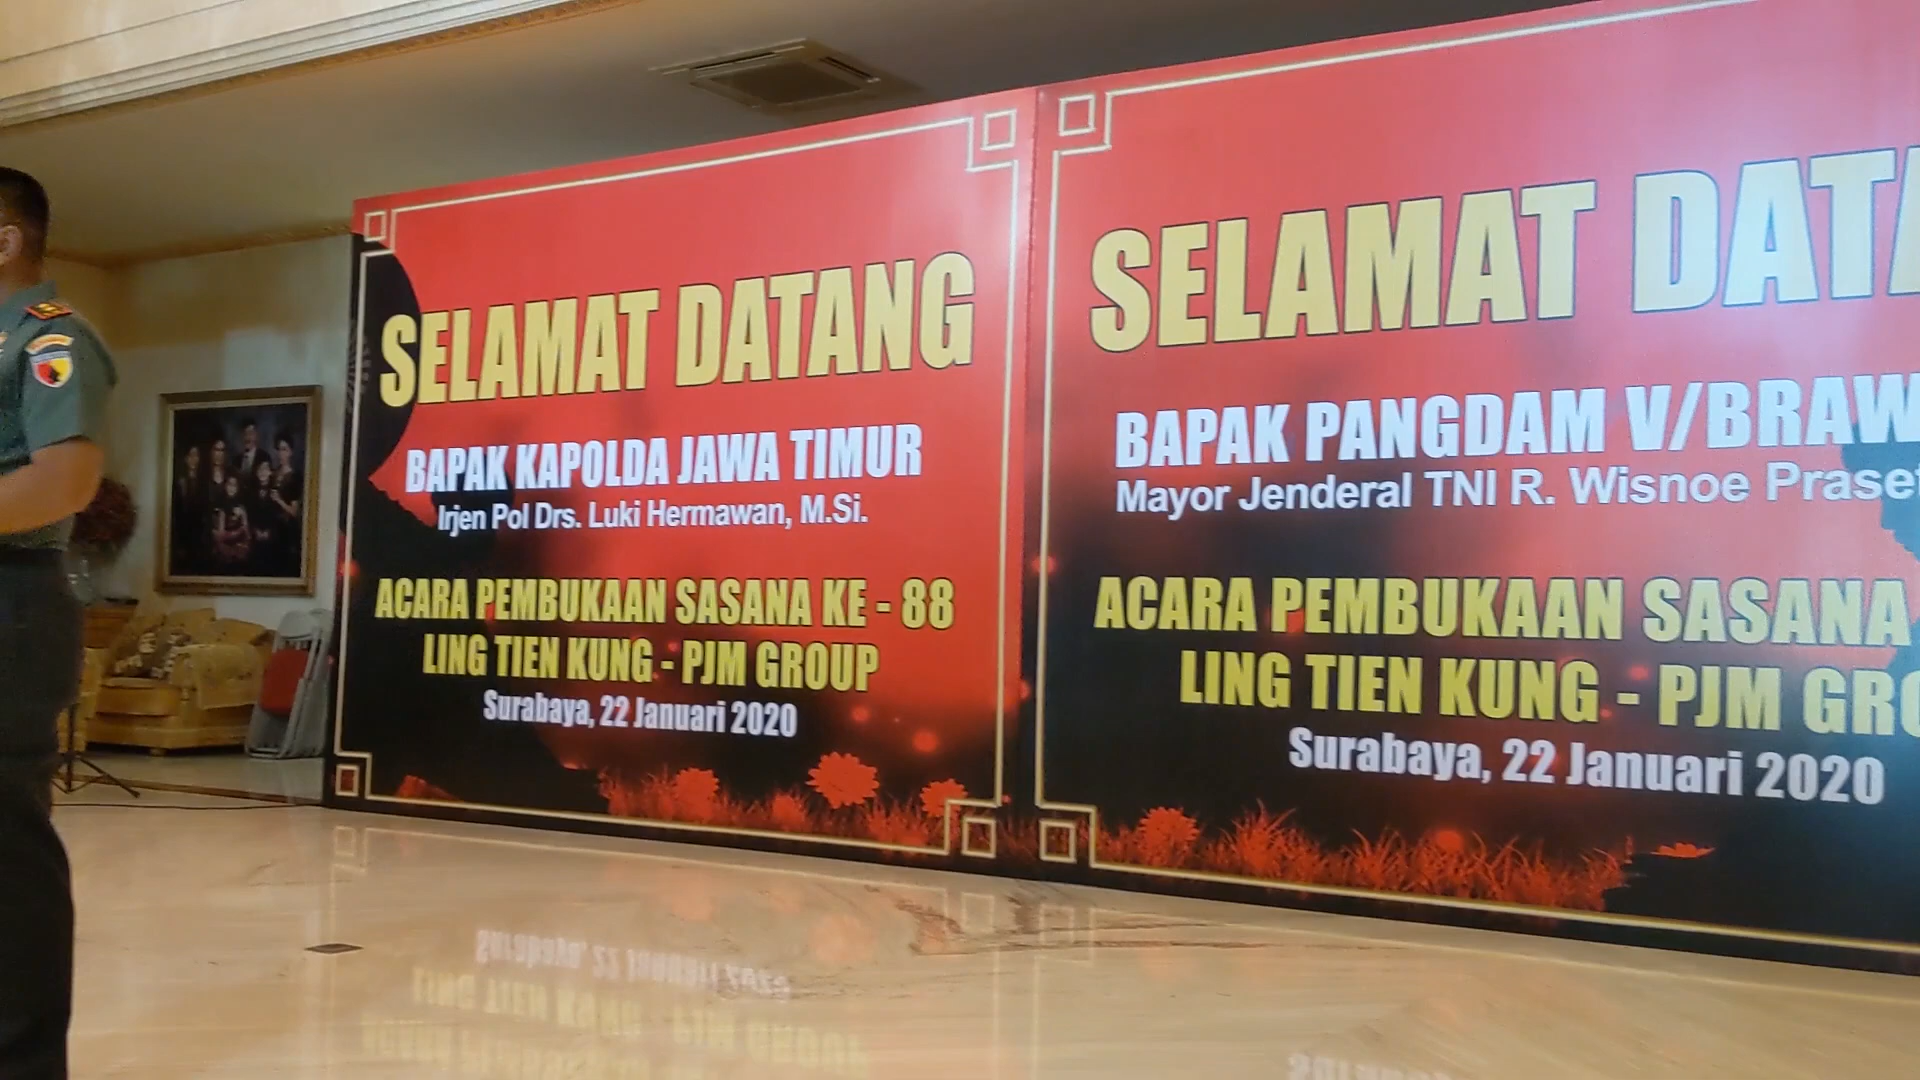 SELAMAT DATANG
BAPAK KAPOLDA JAWA TIMUR
Irjen Pol Drs. Luki Hermawan, M.Si.
ACARA PEMBUKAAN SASANA KE - 88
LING TIEN KUNG - PJM GROUP
Surabaya, 22 Januari 2020
SELAMAT
BAPAK PANGDAM
Mayor Jenderal TNI R. Wisnoe
ACARA PEMBUKAAN SASANA
LING TIEN KUNG - PJM
Surabaya, 22 Januari 2020